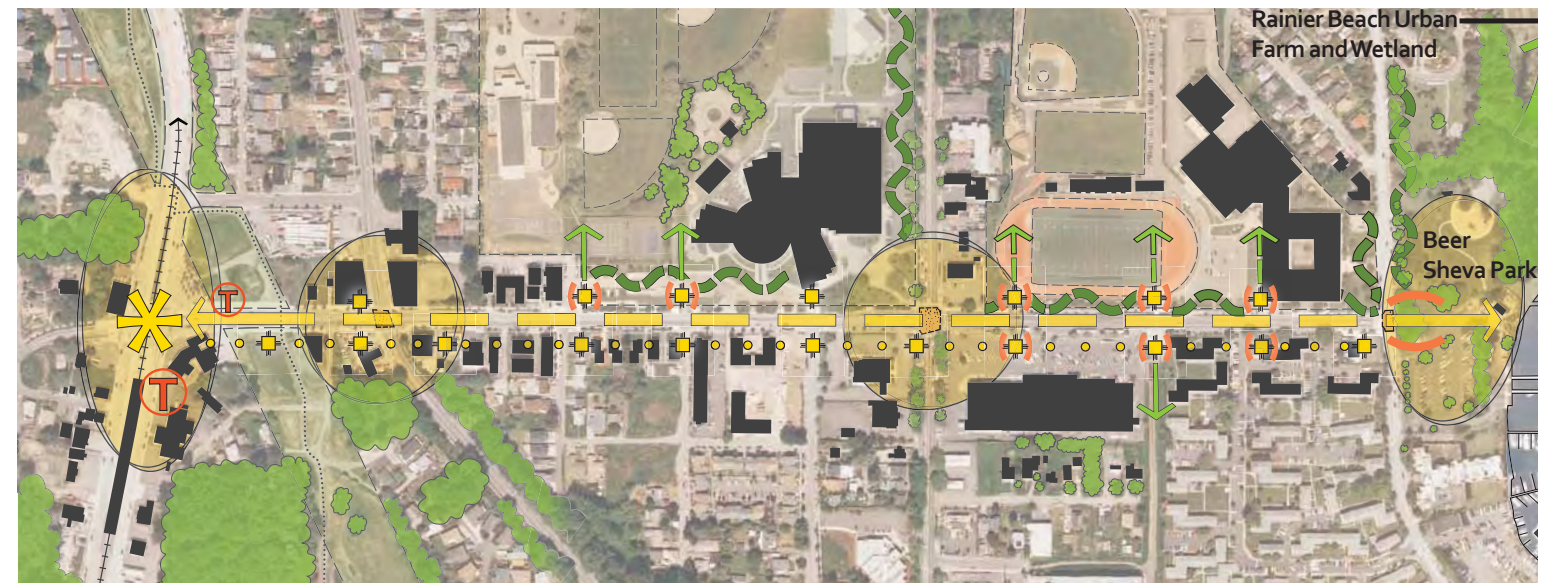 Rainier Beach Urban
Farm and Wetland
Beer
Sheva Park
T
T